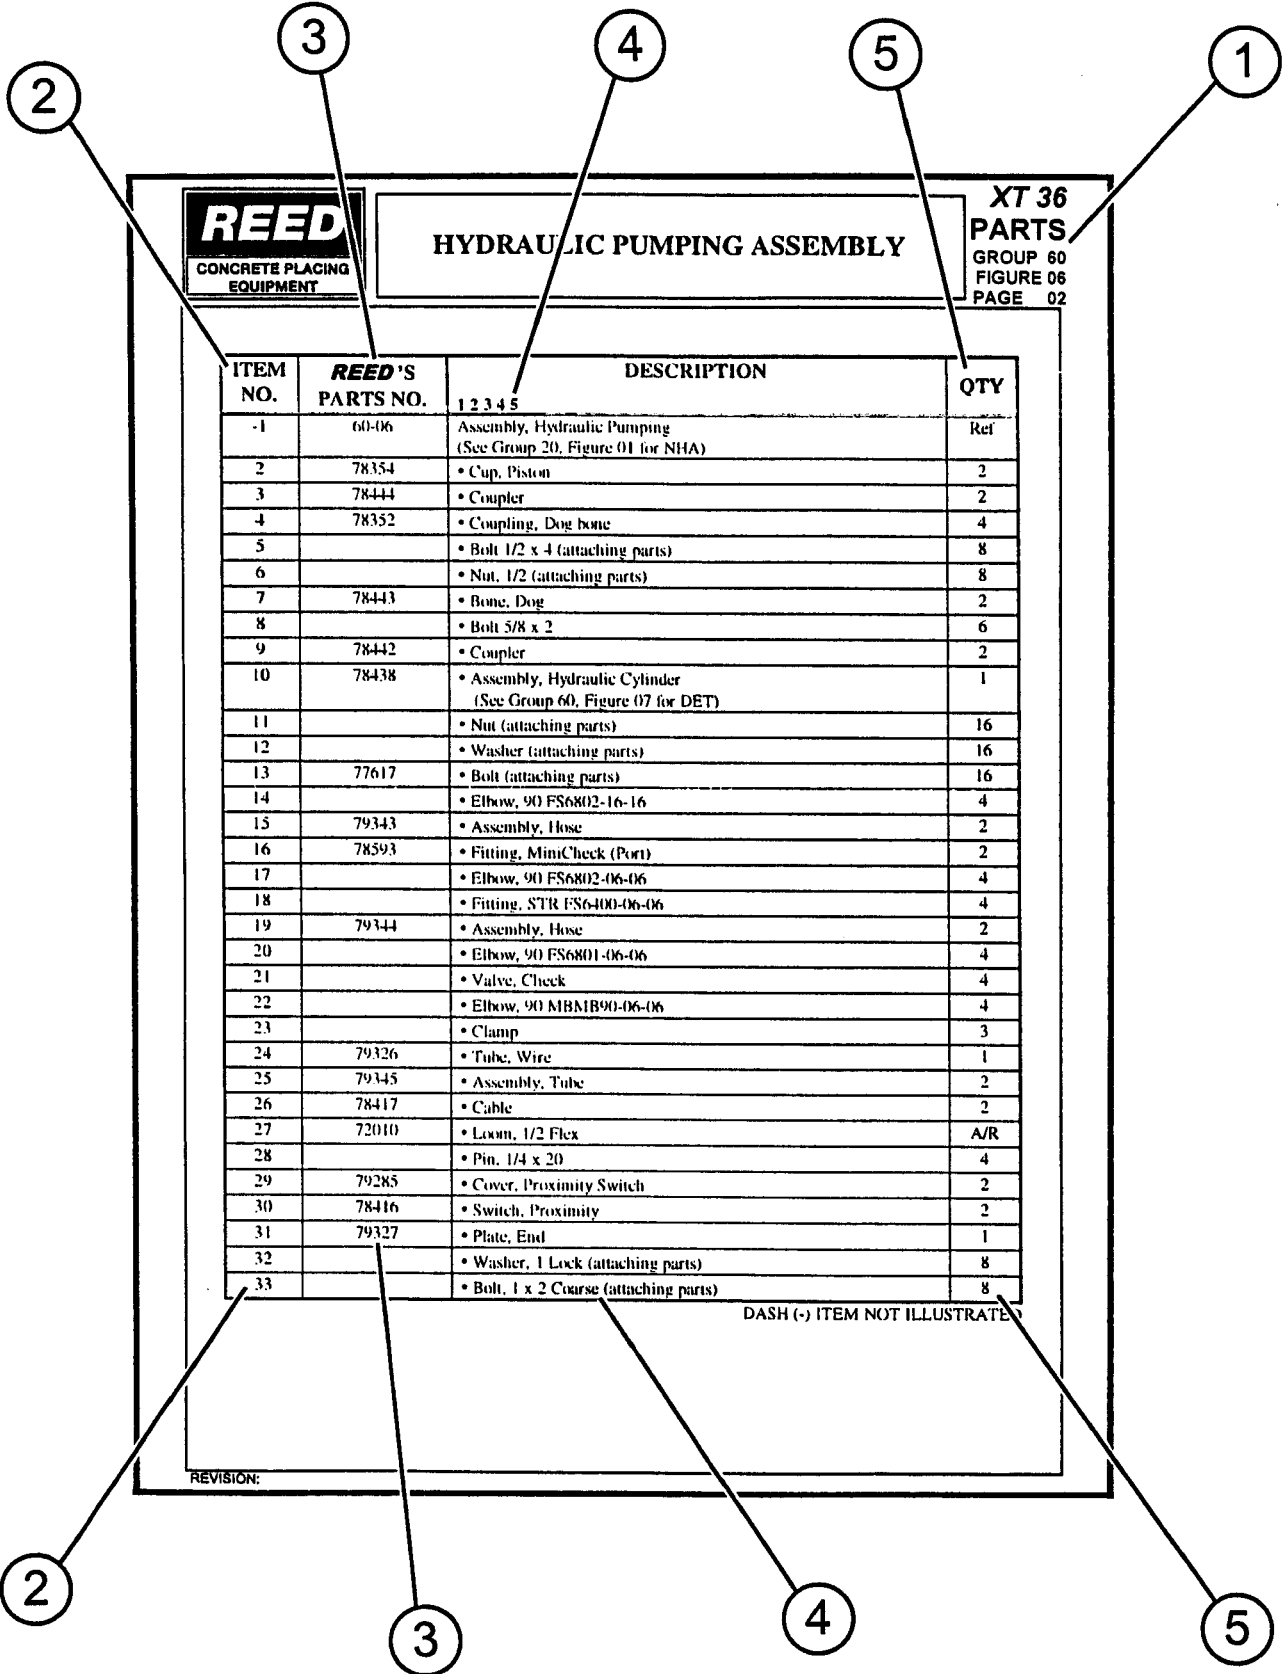 3
4
5
1
2
REED
CONCRETE PLACING
EQUIPMENT
HYDRAULIC PUMPING ASSEMBLY
XT 36
PARTS
GROUP 60
FIGURE 06
PAGE 02
ITEM NO. REED'S PARTS NO. DESCRIPTION QTY
1 2 3 4 5
-1 60-06 Assembly, Hydraulic Pumping Ref
(See Group 20, Figure 01 for NHA)
2 78354 • Cup, Piston 2
3 78444 • Coupler 2
4 78352 • Coupling, Dog bone 4
5 • Bolt 1/2 x 4 (attaching parts) 8
6 • Nut, 1/2 (attaching parts) 8
7 78443 • Bone, Dog 2
8 • Bolt 5/8 x 2 6
9 78442 • Coupler 2
10 78438 • Assembly, Hydraulic Cylinder 1
(See Group 60, Figure 07 for DET)
11 • Nut (attaching parts) 16
12 • Washer (attaching parts) 16
13 77617 • Bolt (attaching parts) 16
14 • Elbow, 90 FS6802-16-16 4
15 79343 • Assembly, Hose 2
16 78593 • Fitting, MiniCheck (Port) 2
17 • Elbow, 90 FS6802-06-06 4
18 • Fitting, STR FS6400-06-06 4
19 79344 • Assembly, Hose 2
20 • Elbow, 90 FS6801-06-06 4
21 • Valve, Check 4
22 • Elbow, 90 MBMB90-06-06 4
23 • Clamp 3
24 79326 • Tube, Wire 1
25 79345 • Assembly, Tube 2
26 78417 • Cable 2
27 72010 • Loom, 1/2 Flex A/R
28 • Pin, 1/4 x 20 4
29 79285 • Cover, Proximity Switch 2
30 78416 • Switch, Proximity 2
31 79327 • Plate, End 1
32 • Washer, 1 Lock (attaching parts) 8
33 • Bolt, 1 x 2 Coarse (attaching parts) 8
DASH (-) ITEM NOT ILLUSTRATED
REVISION:
2
3
4
5